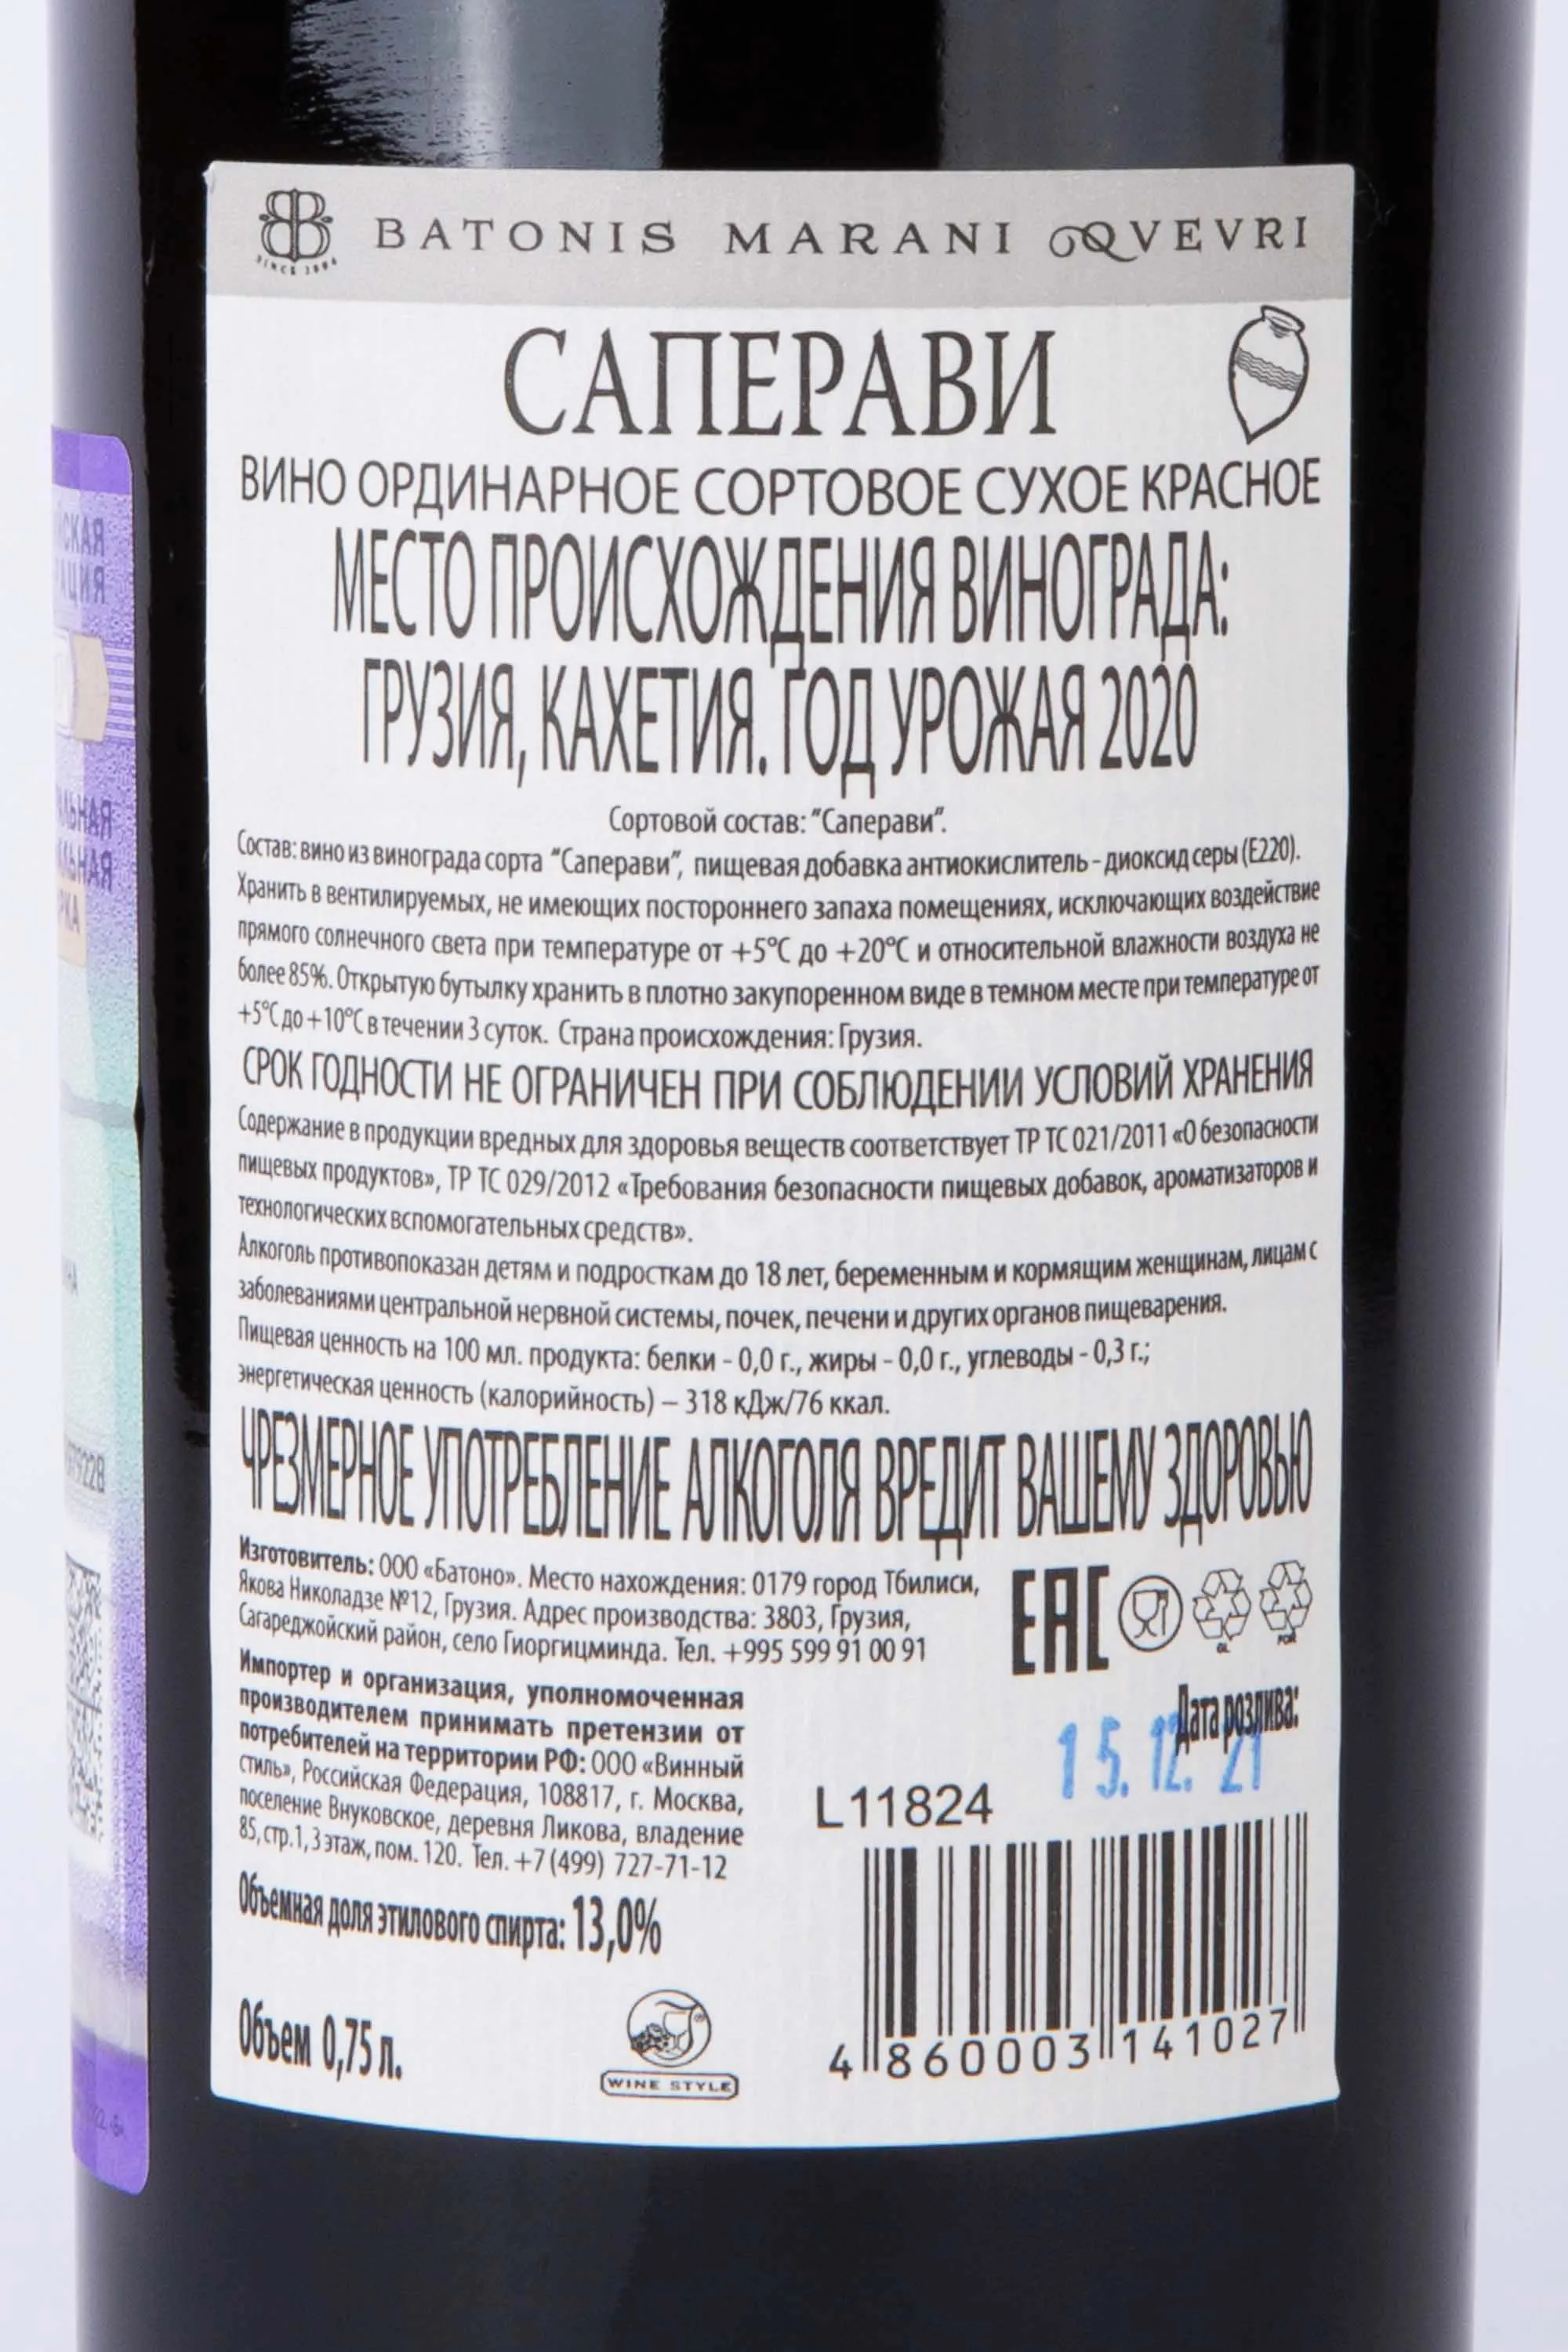 BATONIS MARANI QVEVRI
SINCE
САПЕРАВИ
ВИНО ОРДИНАРНОЕ СОРТОВОЕ СУХОЕ КРАСНОЕ
МЕСТО ПРОИСХОЖДЕНИЯ ВИНОГРАДА:
ГРУЗИЯ, КАХЕТИЯ. ГОД УРОЖАЯ 2020
Сортовой состав: "Саперави".
Состав: вино из винограда сорта "Саперави", пищевая добавка антиокислитель - диоксид серы (Е220).
Хранить в вентилируемых, не имеющих постороннего запаха помещениях, исключающих воздействие
прямого солнечного света при температуре от +5°С до +20°С и относительной влажности воздуха не
более 85%. Открытую бутылку хранить в плотно закупоренном виде в темном месте при температуре от
+5°С до +10°С в течении 3 суток. Страна происхождения: Грузия.
СРОК ГОДНОСТИ НЕ ОГРАНИЧЕН ПРИ СОБЛЮДЕНИИ УСЛОВИЙ ХРАНЕНИЯ
Содержание в продукции вредных для здоровья веществ соответствует ТР ТС 021/2011 «О безопасности
пищевых продуктов», ТР ТС 029/2012 «Требования безопасности пищевых добавок, ароматизаторов и
технологических вспомогательных средств».
Алкоголь противопоказан детям и подросткам до 18 лет, беременным и кормящим женщинам, лицам с
заболеваниями центральной нервной системы, почек, печени и других органов пищеварения.
Пищевая ценность на 100 мл. продукта: белки - 0,0 г., жиры - 0,0 г., углеводы - 0,3 г.;
энергетическая ценность (калорийность) – 318 кДж/76 ккал.
ЧРЕЗМЕРНОЕ УПОТРЕБЛЕНИЕ АЛКОГОЛЯ ВРЕДИТ ВАШЕМУ ЗДОРОВЬЮ
Изготовитель: ООО «Батоно». Место нахождения: 0179 город Тбилиси,
Якова Николадзе №12, Грузия. Адрес производства: 3803, Грузия,
Сагареджойский район, село Гиоргицминда. Тел. +995 599 91 00 91
EAC
GL
FOR
Импортер и организация, уполномоченная
производителем принимать претензии от
потребителей на территории РФ: ООО «Винный
стиль», Российская Федерация, 108817, г. Москва,
поселение Внуковское, деревня Ликова, владение
85, стр.1, 3 этаж, пом. 120. Тел. +7 (499) 727-71-12
Дата розлива:
15.12.21
L11824
Объемная доля этилового спирта: 13,0%
Объем 0,75 л.
WINE STYLE
4 860003 141027